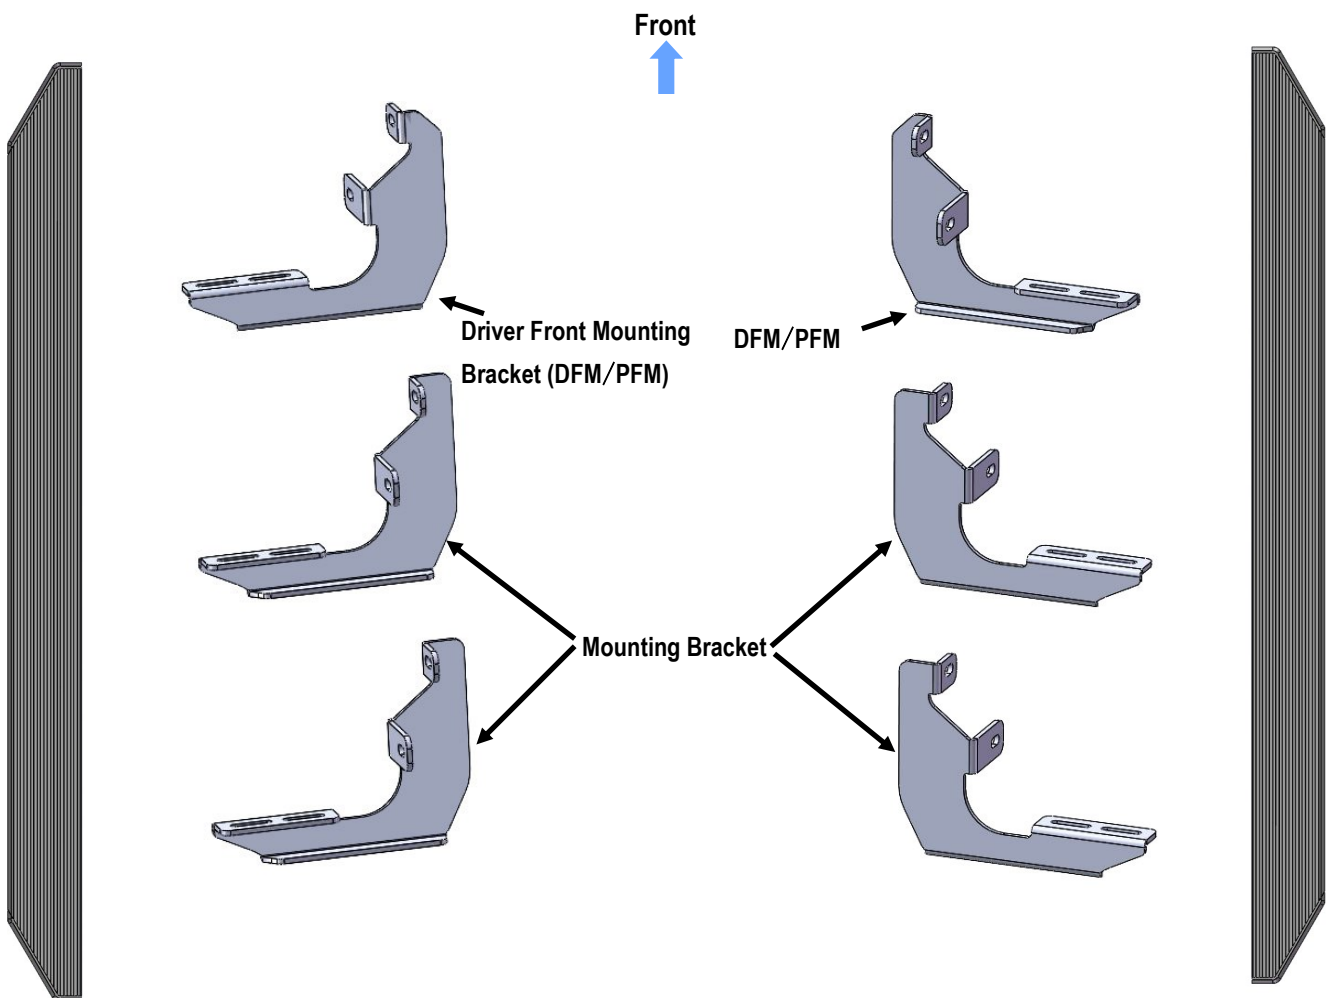 Front
Driver Front Mounting
Bracket (DFM/PFM)
DFM/PFM
Mounting Bracket